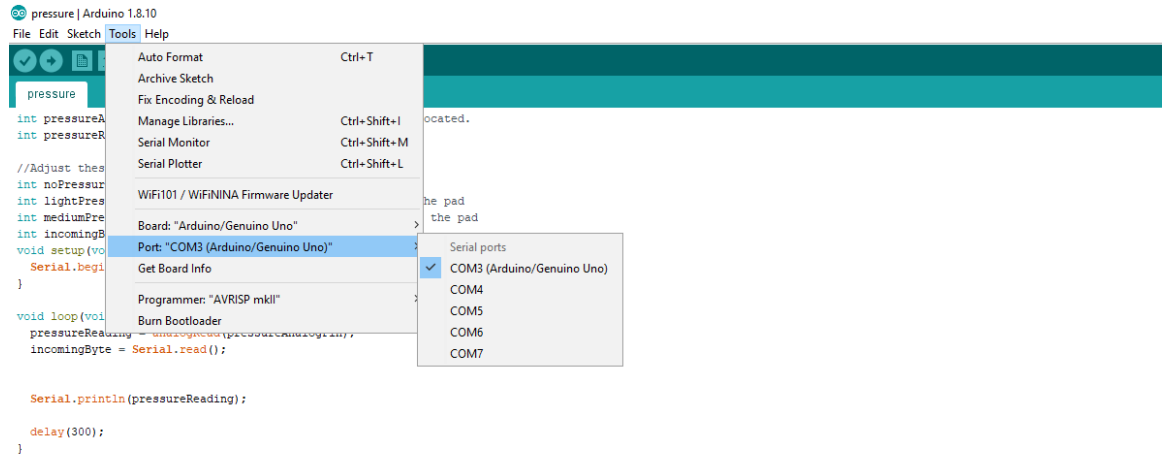 pressure | Arduino 1.8.10
File Edit Sketch Tools Help
pressure
Auto Format Ctrl+T
Archive Sketch
Fix Encoding & Reload
Manage Libraries... Ctrl+Shift+I
Serial Monitor Ctrl+Shift+M
Serial Plotter Ctrl+Shift+L
WiFi101 / WiFiNINA Firmware Updater
Board: "Arduino/Genuino Uno"
Port: "COM3 (Arduino/Genuino Uno)"
Get Board Info
Programmer: "AVRISP mkII"
Burn Bootloader
Serial ports
COM3 (Arduino/Genuino Uno)
COM4
COM5
COM6
COM7
int pressureA ocated.
int pressureR
//Adjust thes
int noPressur
int lightPres he pad
int mediumPre the pad
int incomingB
void setup(vo
Serial.begi
}
void loop(voi
pressureReading = analogRead(pressureAnalogPin);
incomingByte = Serial.read();
Serial.println(pressureReading);
delay(300);
}